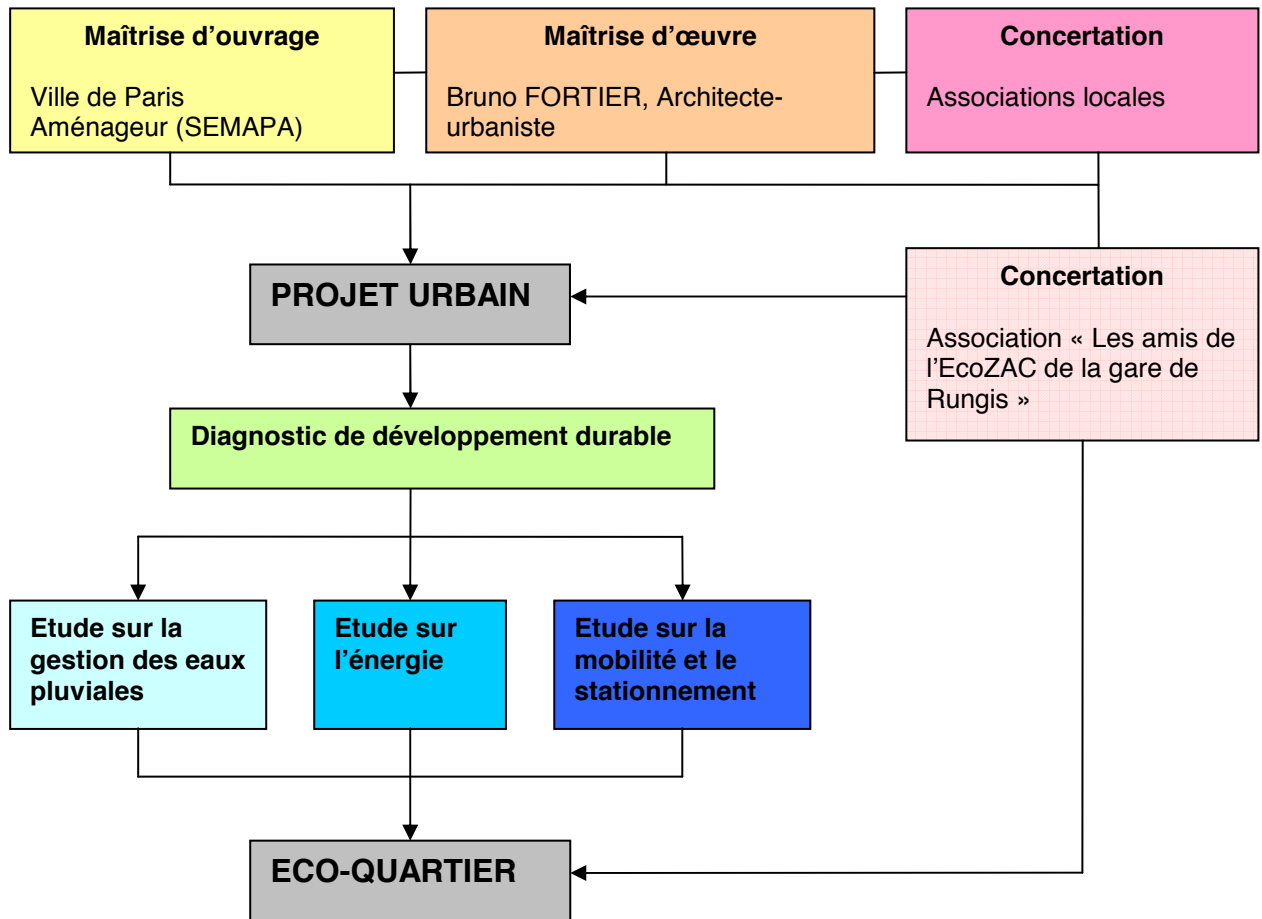 Maîtrise d’ouvrage
Ville de Paris
Aménageur (SEMAPA)
Maîtrise d’œuvre
Bruno FORTIER, Architecte-
urbaniste
Concertation
Associations locales
PROJET URBAIN
Concertation
Association « Les amis de
l’EcoZAC de la gare de
Rungis »
Diagnostic de développement durable
Etude sur la
gestion des eaux
pluviales
Etude sur
l’énergie
Etude sur la
mobilité et le
stationnement
ECO-QUARTIER